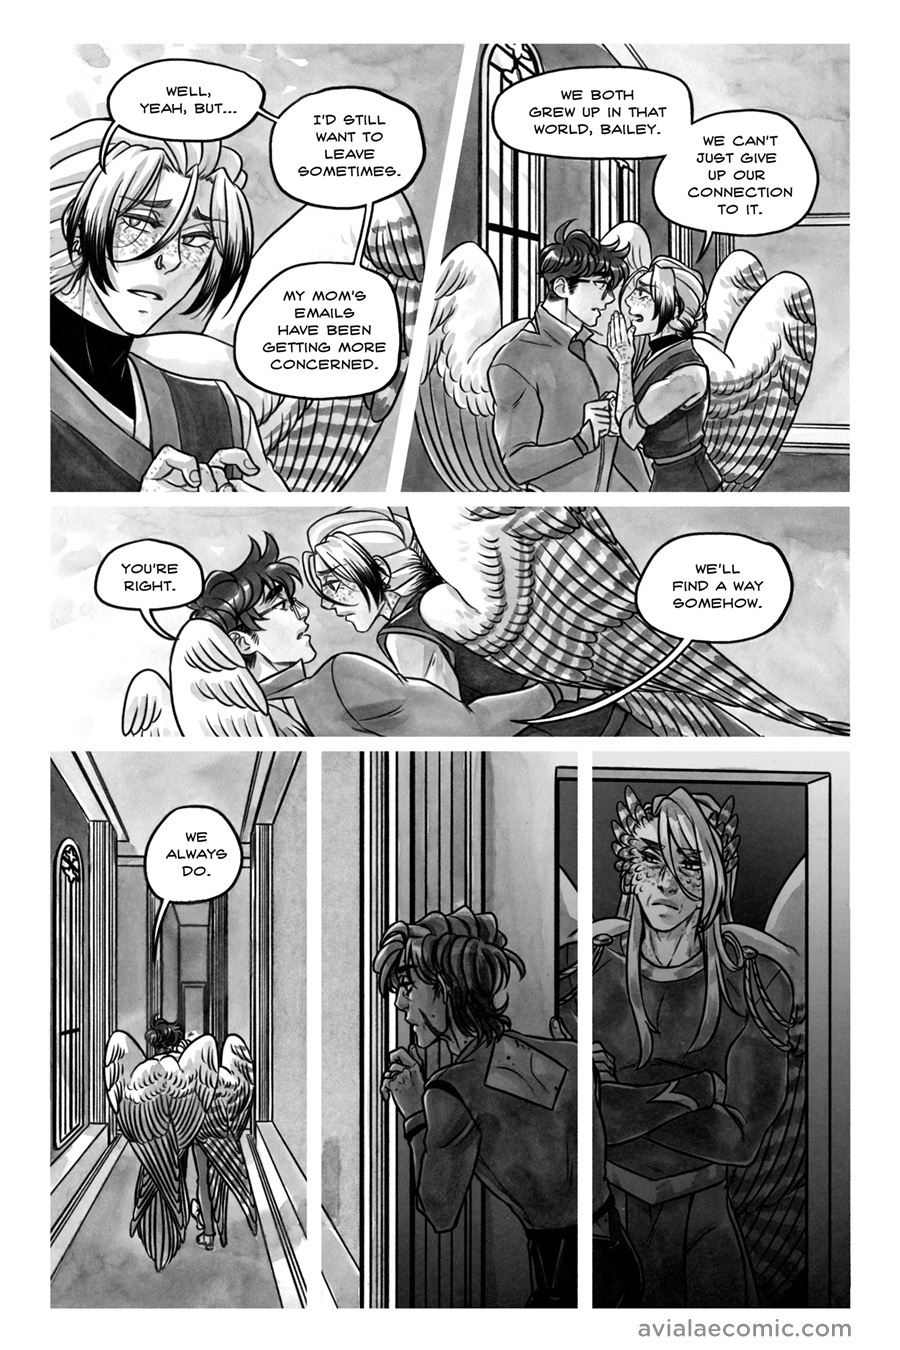 WELL,
YEAH, BUT...
I'D STILL
WANT TO
LEAVE
SOMETIMES.
MY MOM'S
EMAILS
HAVE BEEN
GETTING MORE
CONCERNED.
WE BOTH
GREW UP IN THAT
WORLD, BAILEY.
WE CAN'T
JUST GIVE
UP OUR
CONNECTION
TO IT.
YOU'RE
RIGHT.
WE'LL
FIND A WAY
SOMEHOW.
WE
ALWAYS
DO.
avialaecomic.com